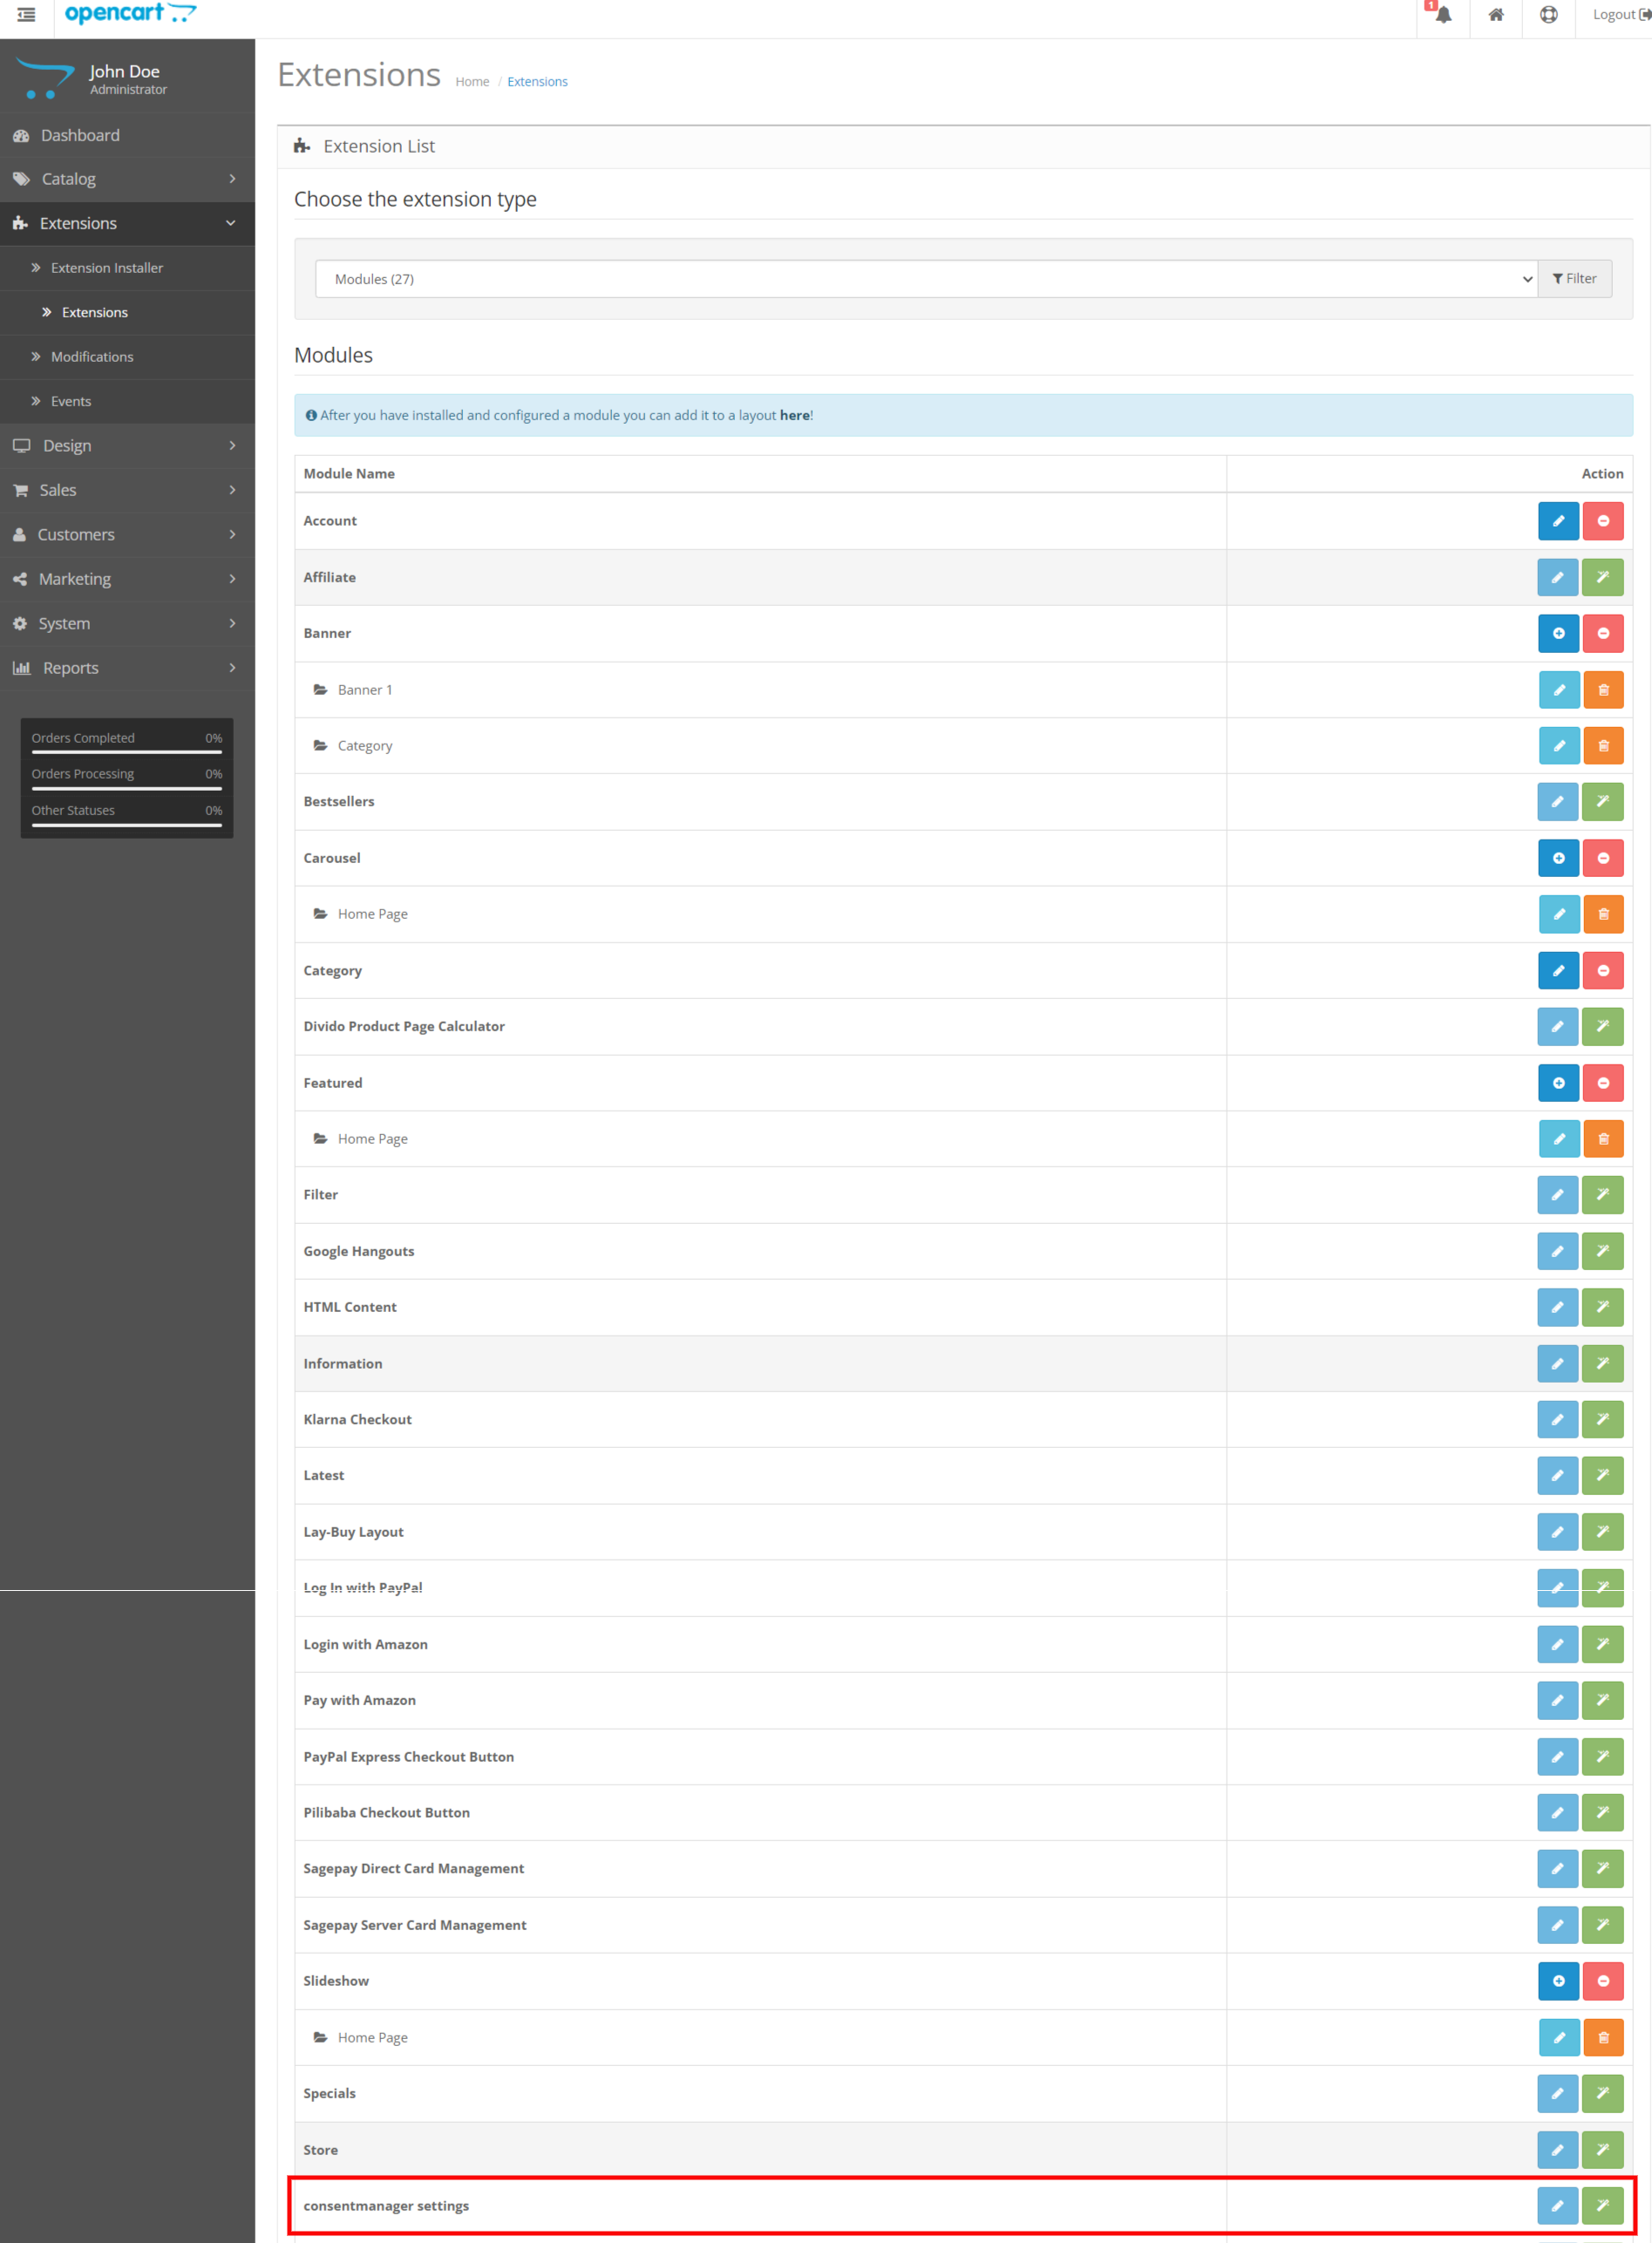 opencart
1
Logout
John Doe
Administrator
Dashboard
Catalog
Extensions
Extension Installer
Extensions
Modifications
Events
Design
Sales
Customers
Marketing
System
Reports
Orders Completed 0%
Orders Processing 0%
Other Statuses 0%
Extensions Home / Extensions
Extension List
Choose the extension type
Modules (27) Filter
Modules
After you have installed and configured a module you can add it to a layout here!
Module Name Action
Account
Affiliate
Banner
Banner 1
Category
Bestsellers
Carousel
Home Page
Category
Divido Product Page Calculator
Featured
Home Page
Filter
Google Hangouts
HTML Content
Information
Klarna Checkout
Latest
Lay-Buy Layout
Log In with PayPal
Login with Amazon
Pay with Amazon
PayPal Express Checkout Button
Pilibaba Checkout Button
Sagepay Direct Card Management
Sagepay Server Card Management
Slideshow
Home Page
Specials
Store
consentmanager settings